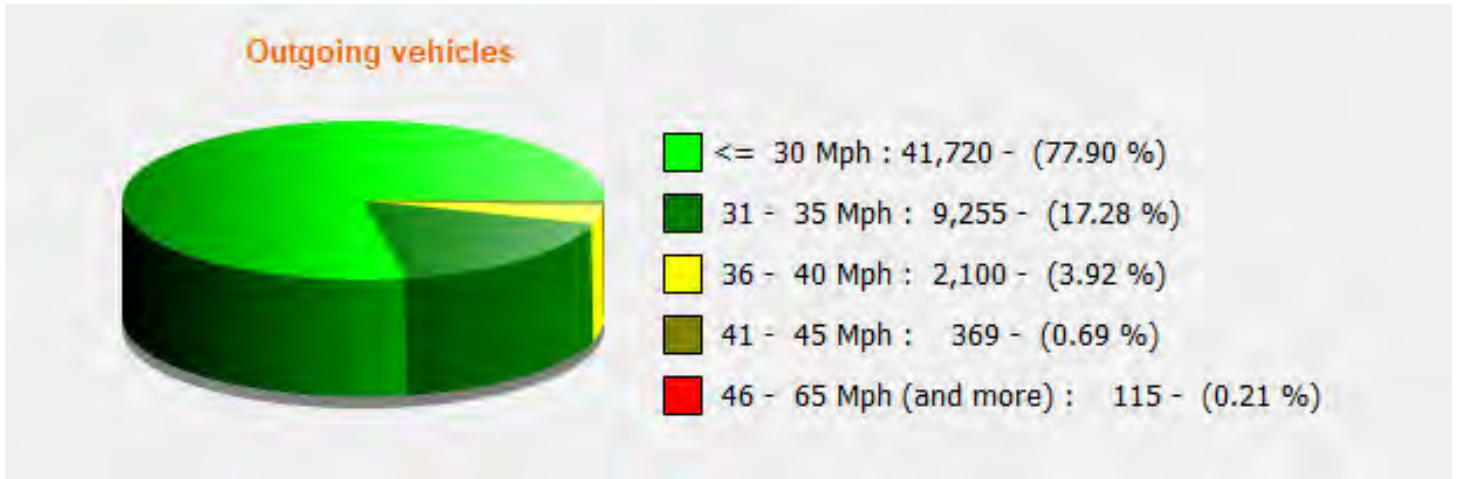 Outgoing vehicles
<= 30 Mph : 41,720 - (77.90 %)
31 - 35 Mph : 9,255 - (17.28 %)
36 - 40 Mph : 2,100 - (3.92 %)
41 - 45 Mph : 369 - (0.69 %)
46 - 65 Mph (and more) : 115 - (0.21 %)